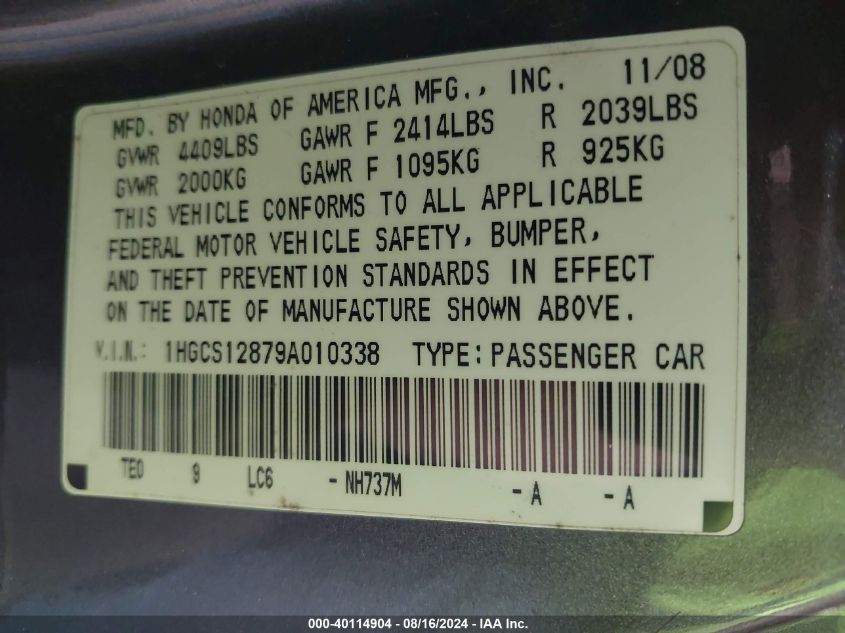 MFD. BY HONDA OF AMERICA MFG., INC. 11/08
GVWR 4409LBS GAWR F 2414LBS R 2039LBS
GVWR 2000KG GAWR F 1095KG R 925KG
THIS VEHICLE CONFORMS TO ALL APPLICABLE
FEDERAL MOTOR VEHICLE SAFETY, BUMPER,
AND THEFT PREVENTION STANDARDS IN EFFECT
ON THE DATE OF MANUFACTURE SHOWN ABOVE.
V.I.N.: 1HGCS12879A010338 TYPE: PASSENGER CAR
TE0 9 LC6 - NH737M - A - A
000-40114904 - 08/16/2024 - IAA Inc.